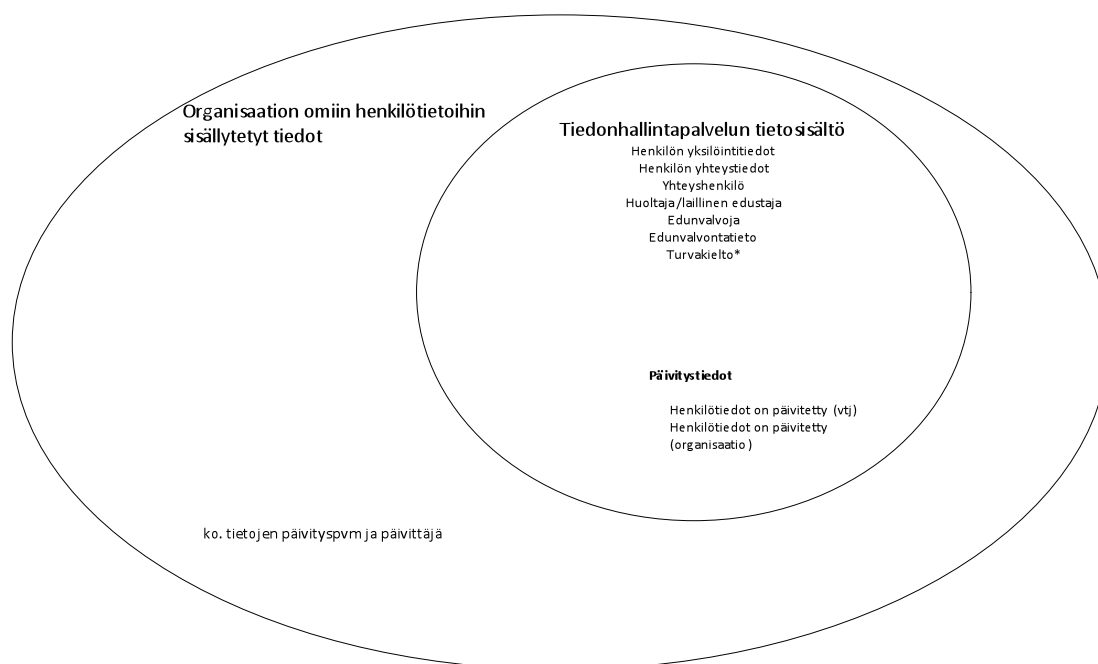 Organisaation omiin henkilötietoihin
sisällytetyt tiedot
Tiedonhallintapalvelun tietosisältö
Henkilön yksilöintitiedot
Henkilön yhteystiedot
Yhteyshenkilö
Huoltaja/laillinen edustaja
Edunvalvoja
Edunvalvontatieto
Turvakielto*
Päivitystiedot
Henkilötiedot on päivitetty (vtj)
Henkilötiedot on päivitetty
(organisaatio)
ko. tietojen päivityspvm ja päivittäjä